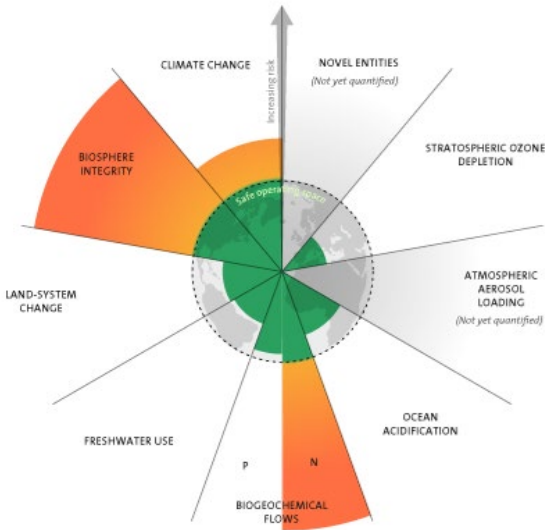 CLIMATE CHANGE
Increasing risk
NOVEL ENTITIES
(Not yet quantified)
BIOSPHERE
INTEGRITY
STRATOSPHERIC OZONE
DEPLETION
Safe operating space
LAND-SYSTEM
CHANGE
ATMOSPHERIC
AEROSOL
LOADING
(Not yet quantified)
FRESHWATER USE
OCEAN
ACIDIFICATION
P
N
BIOGEOCHEMICAL
FLOWS